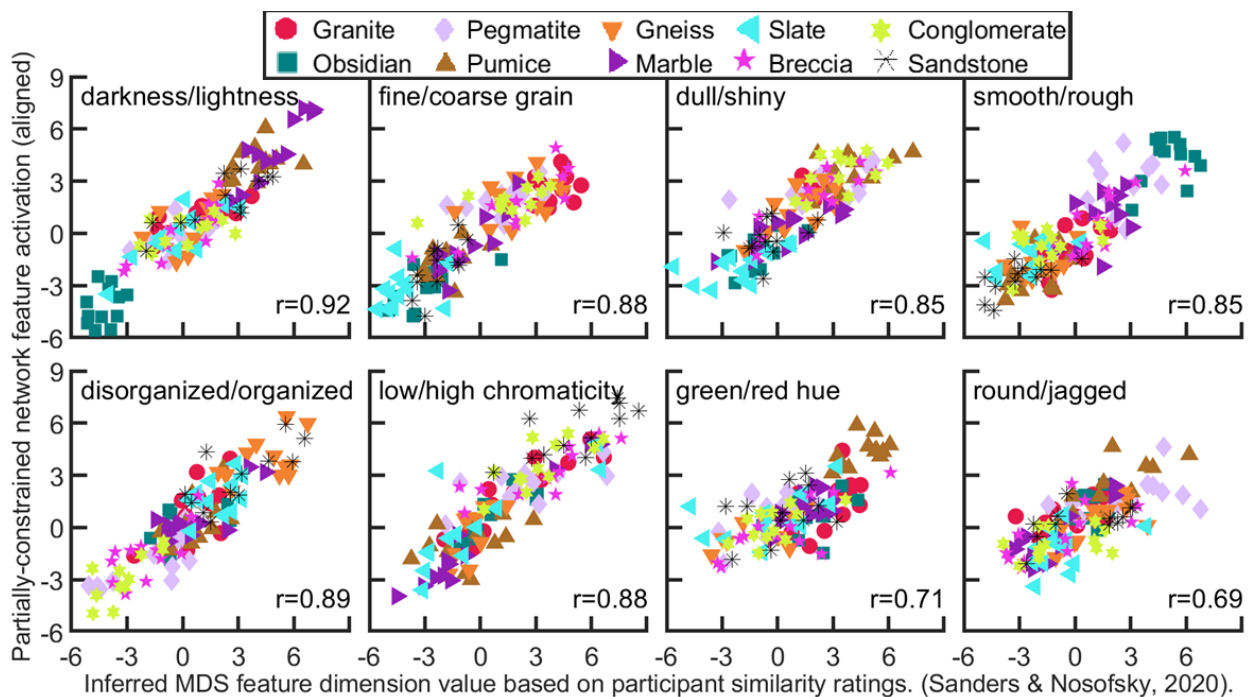 Granite Pegmatite Gneiss Slate Conglomerate
Obsidian Pumice Marble Breccia Sandstone
Partially-constrained network feature activation (aligned)
9
6
3
0
-3
-6
darkness/lightness
r=0.92
fine/coarse grain
r=0.88
dull/shiny
r=0.85
smooth/rough
r=0.85
9
6
3
0
-3
-6
disorganized/organized
r=0.89
low/high chromaticity
r=0.88
green/red hue
r=0.71
round/jagged
r=0.69
-6 -3 0 3 6 -6 -3 0 3 6 -6 -3 0 3 6 -6 -3 0 3 6 9
Inferred MDS feature dimension value based on participant similarity ratings. (Sanders & Nosofsky, 2020).